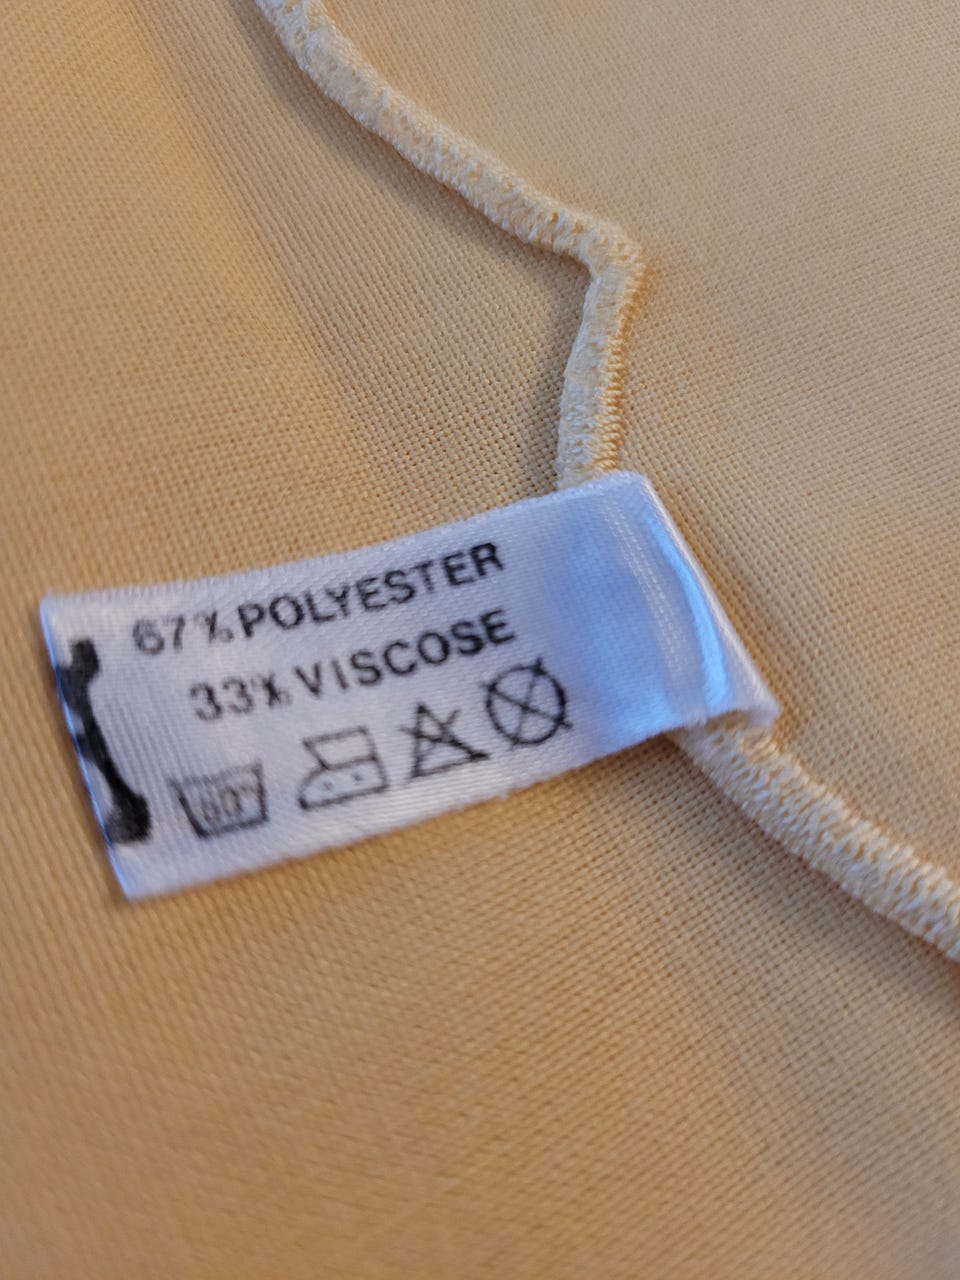 67% POLYESTER
33% VISCOSE
60°